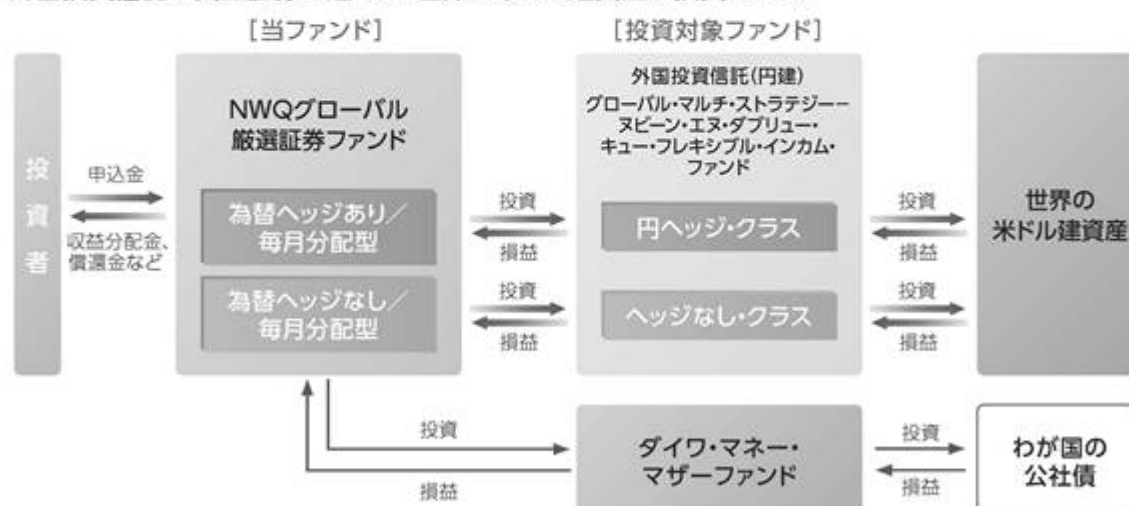 [当ファンド]
[投資対象ファンド]
投資者
申込金
収益分配金、
償還金など
NWQグローバル
厳選証券ファンド
為替ヘッジあり／
毎月分配型
為替ヘッジなし／
毎月分配型
投資
損益
投資
損益
外国投資信託(円建)
グローバル・マルチ・ストラテジー－
ヌビーン・エヌ・ダブリュー・
キュー・フレキシブル・インカム・
ファンド
円ヘッジ・クラス
ヘッジなし・クラス
投資
損益
投資
損益
世界の
米ドル建資産
投資
損益
ダイワ・マネー・
マザーファンド
投資
損益
わが国の
公社債